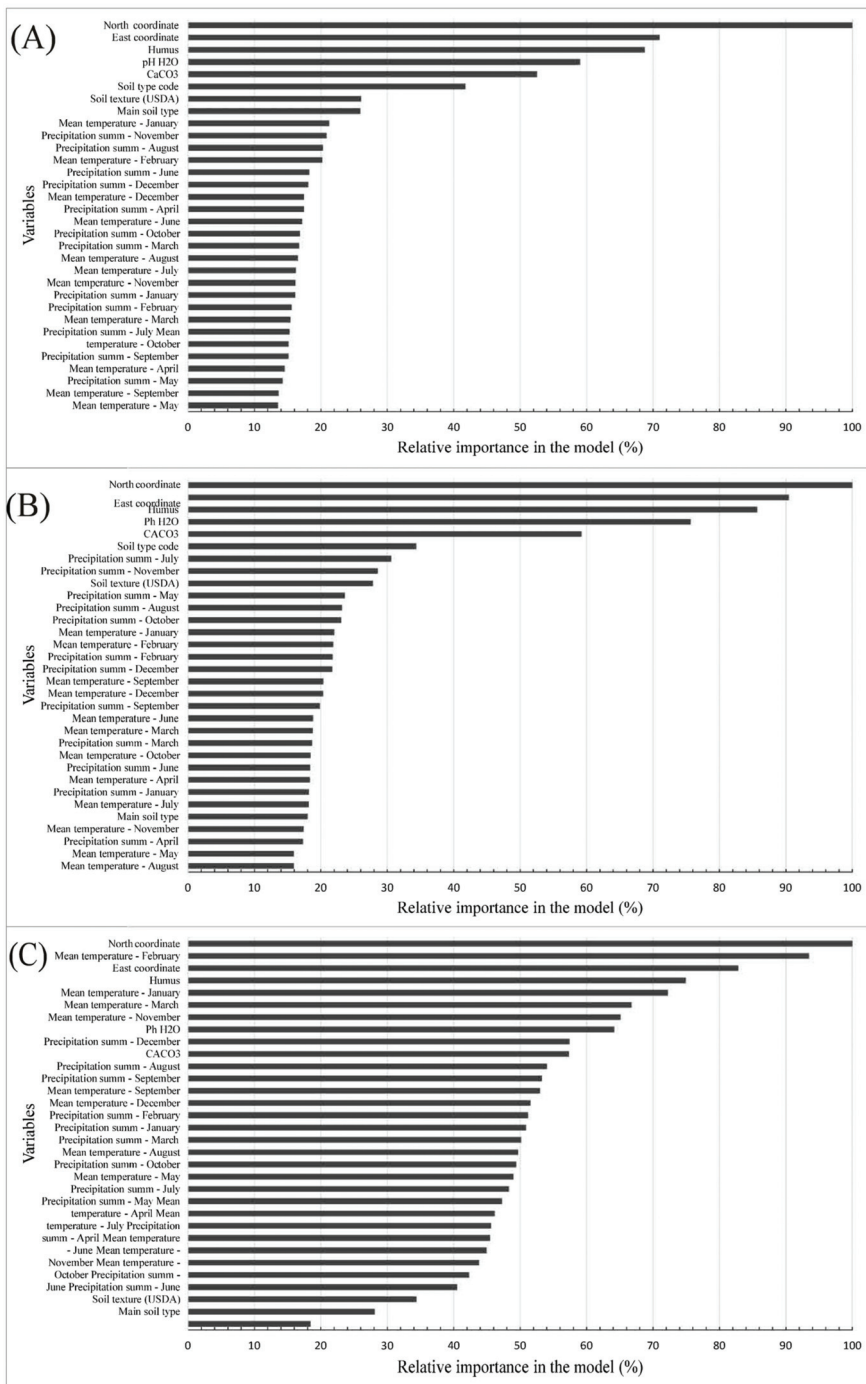 (A)
Variables
North coordinate
East coordinate
Humus
pH H2O
CaCO3
Soil type code
Soil texture (USDA)
Main soil type
Mean temperature - January
Precipitation summ - November
Precipitation summ - August
Mean temperature - February
Precipitation summ - June
Precipitation summ - December
Mean temperature - December
Precipitation summ - April
Mean temperature - June
Precipitation summ - October
Precipitation summ - March
Mean temperature - August
Mean temperature - July
Mean temperature - November
Precipitation summ - January
Precipitation summ - February
Mean temperature - March
Precipitation summ - July Mean
temperature - October
Precipitation summ - September
Mean temperature - April
Precipitation summ - May
Mean temperature - September
Mean temperature - May
0 10 20 30 40 50 60 70 80 90 100
Relative importance in the model (%)
(B)
Variables
North coordinate
East coordinate
Humus
Ph H2O
CACO3
Soil type code
Precipitation summ - July
Precipitation summ - November
Soil texture (USDA)
Precipitation summ - May
Precipitation summ - August
Precipitation summ - October
Mean temperature - January
Mean temperature - February
Precipitation summ - February
Precipitation summ - December
Mean temperature - September
Mean temperature - December
Precipitation summ - September
Mean temperature - June
Mean temperature - March
Precipitation summ - March
Mean temperature - October
Precipitation summ - June
Mean temperature - April
Precipitation summ - January
Mean temperature - July
Main soil type
Mean temperature - November
Precipitation summ - April
Mean temperature - May
Mean temperature - August
0 10 20 30 40 50 60 70 80 90 100
Relative importance in the model (%)
(C)
Variables
North coordinate
Mean temperature - February
East coordinate
Humus
Mean temperature - January
Mean temperature - March
Mean temperature - November
Ph H2O
Precipitation summ - December
CACO3
Precipitation summ - August
Precipitation summ - September
Mean temperature - September
Mean temperature - December
Precipitation summ - February
Precipitation summ - January
Precipitation summ - March
Mean temperature - August
Precipitation summ - October
Mean temperature - May
Precipitation summ - July
Precipitation summ - May Mean
temperature - April Mean
temperature - July Precipitation
summ - April Mean temperature
- June Mean temperature -
November Mean temperature -
October Precipitation summ -
June Precipitation summ - June
Soil texture (USDA)
Main soil type
0 10 20 30 40 50 60 70 80 90 100
Relative importance in the model (%)